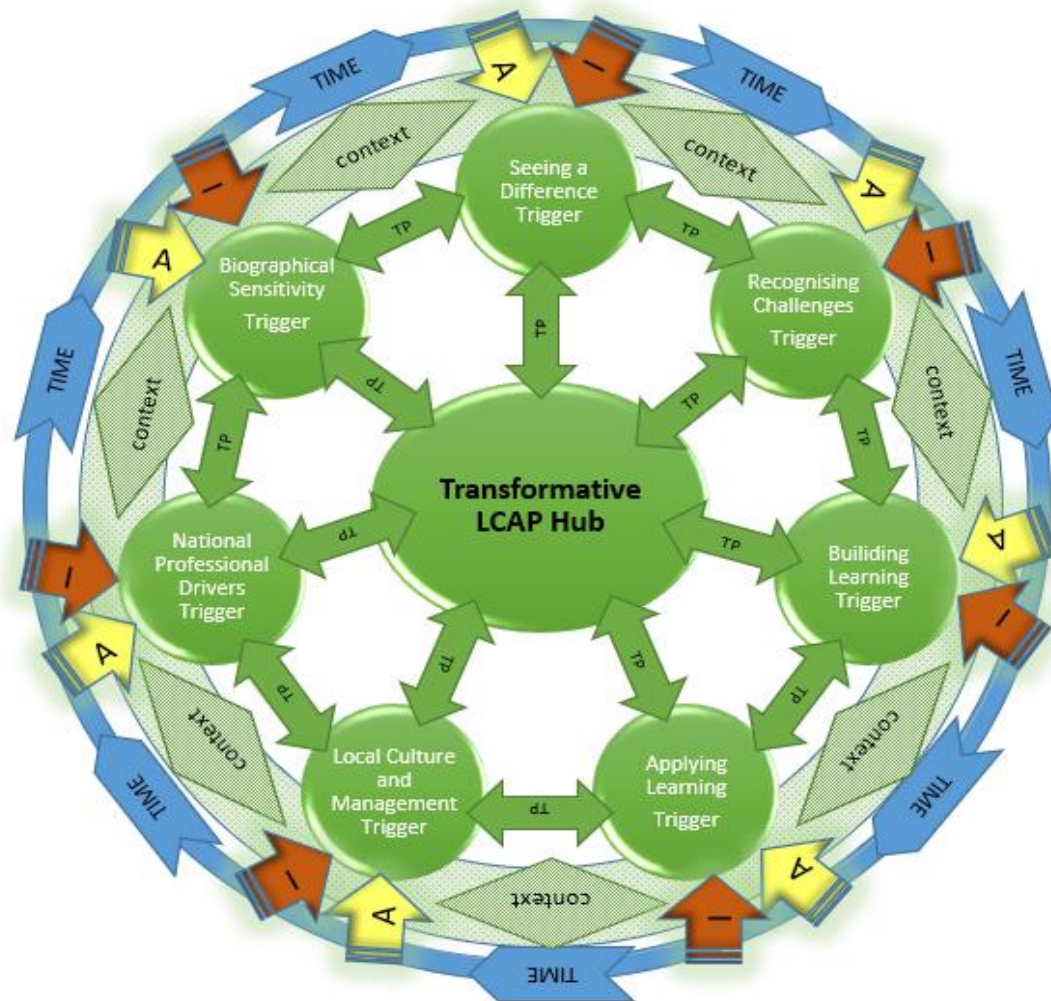 A
I
TIME
TIME
context
context
A
I
Seeing a
Difference
Trigger
I
A
TP
TP
Biographical
Sensitivity
Trigger
Recognising
Challenges
Trigger
TP
TIME
TIME
context
context
TP
TP
TP
TP
Transformative
LCAP Hub
TP
TP
A
I
National
Professional
Drivers
Trigger
Builiding
Learning
Trigger
I
A
TP
TP
TP
TP
context
context
Local Culture
and
Management
Trigger
Applying
Learning
Trigger
TIME
TIME
TP
I
A
A
I
context
TIME